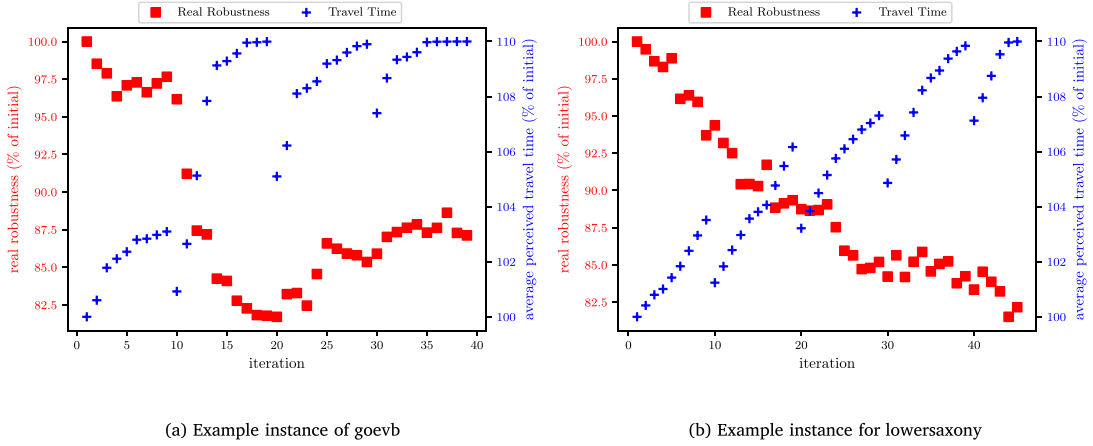 Real Robustness Travel Time
100.0
97.5
95.0
92.5
90.0
87.5
85.0
82.5
real robustness (% of initial)
110
108
106
104
102
100
average perceived travel time (% of initial)
0 5 10 15 20 25 30 35 40
iteration
(a) Example instance of goevb
Real Robustness Travel Time
100.0
97.5
95.0
92.5
90.0
87.5
85.0
82.5
real robustness (% of initial)
110
108
106
104
102
100
average perceived travel time (% of initial)
0 10 20 30 40
iteration
(b) Example instance for lowersaxony